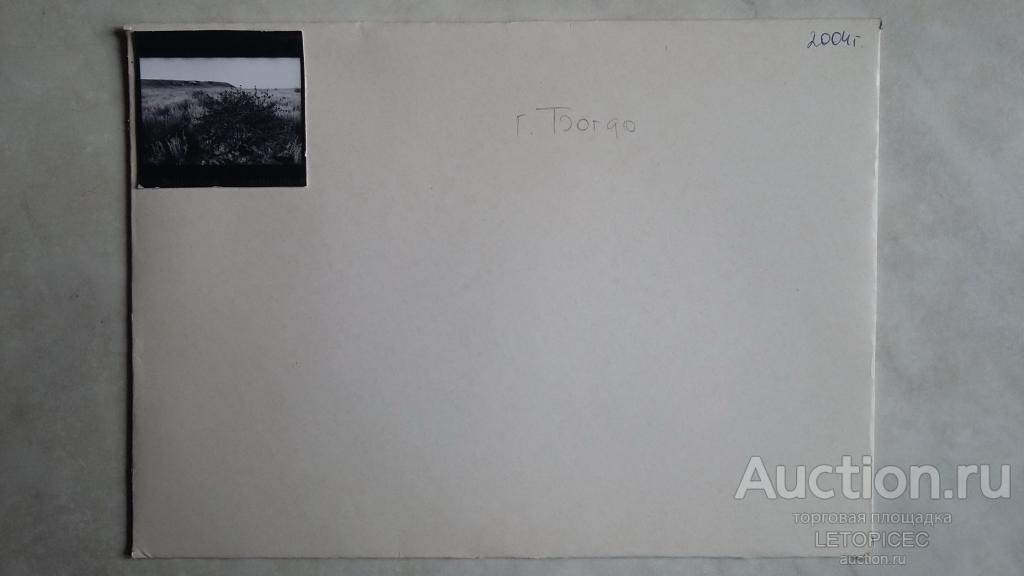 2004г
г. Богдо
Auction.ru
торговая площадка
LETOPICEC
auction.ru